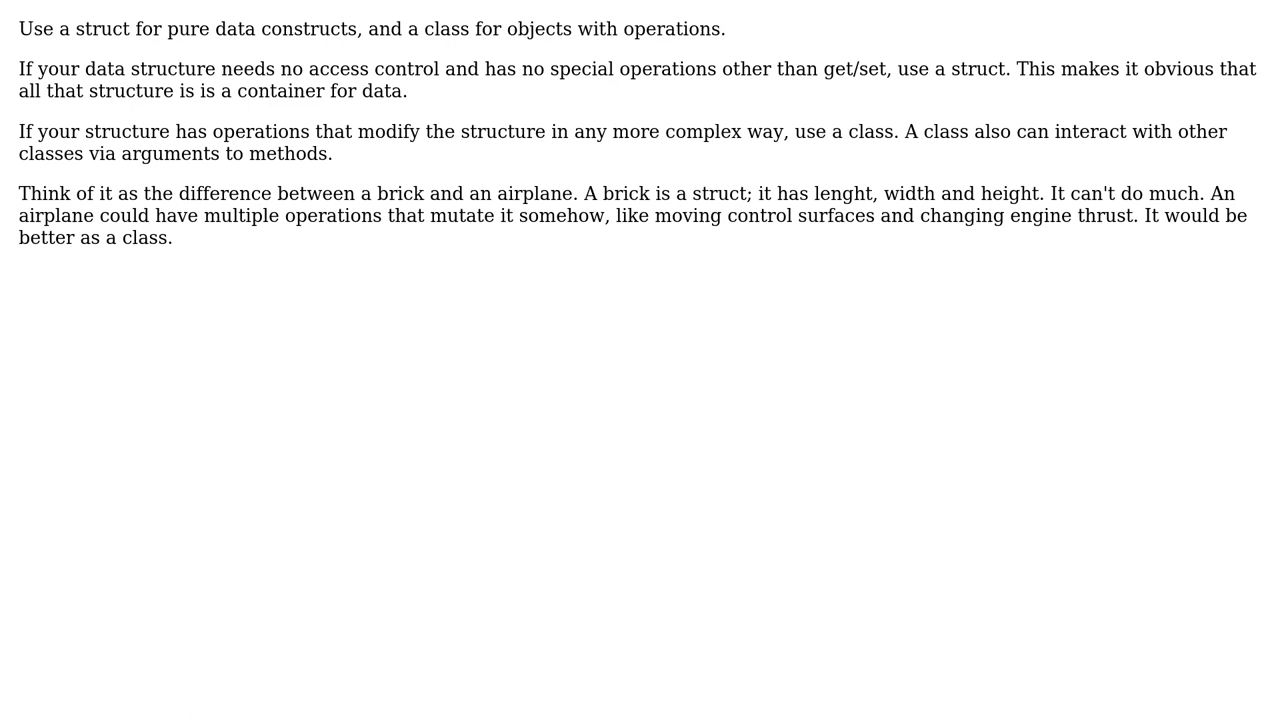 Use a struct for pure data constructs, and a class for objects with operations.
If your data structure needs no access control and has no special operations other than get/set, use a struct. This makes it obvious that
all that structure is is a container for data.
If your structure has operations that modify the structure in any more complex way, use a class. A class also can interact with other
classes via arguments to methods.
Think of it as the difference between a brick and an airplane. A brick is a struct; it has lenght, width and height. It can't do much. An
airplane could have multiple operations that mutate it somehow, like moving control surfaces and changing engine thrust. It would be
better as a class.